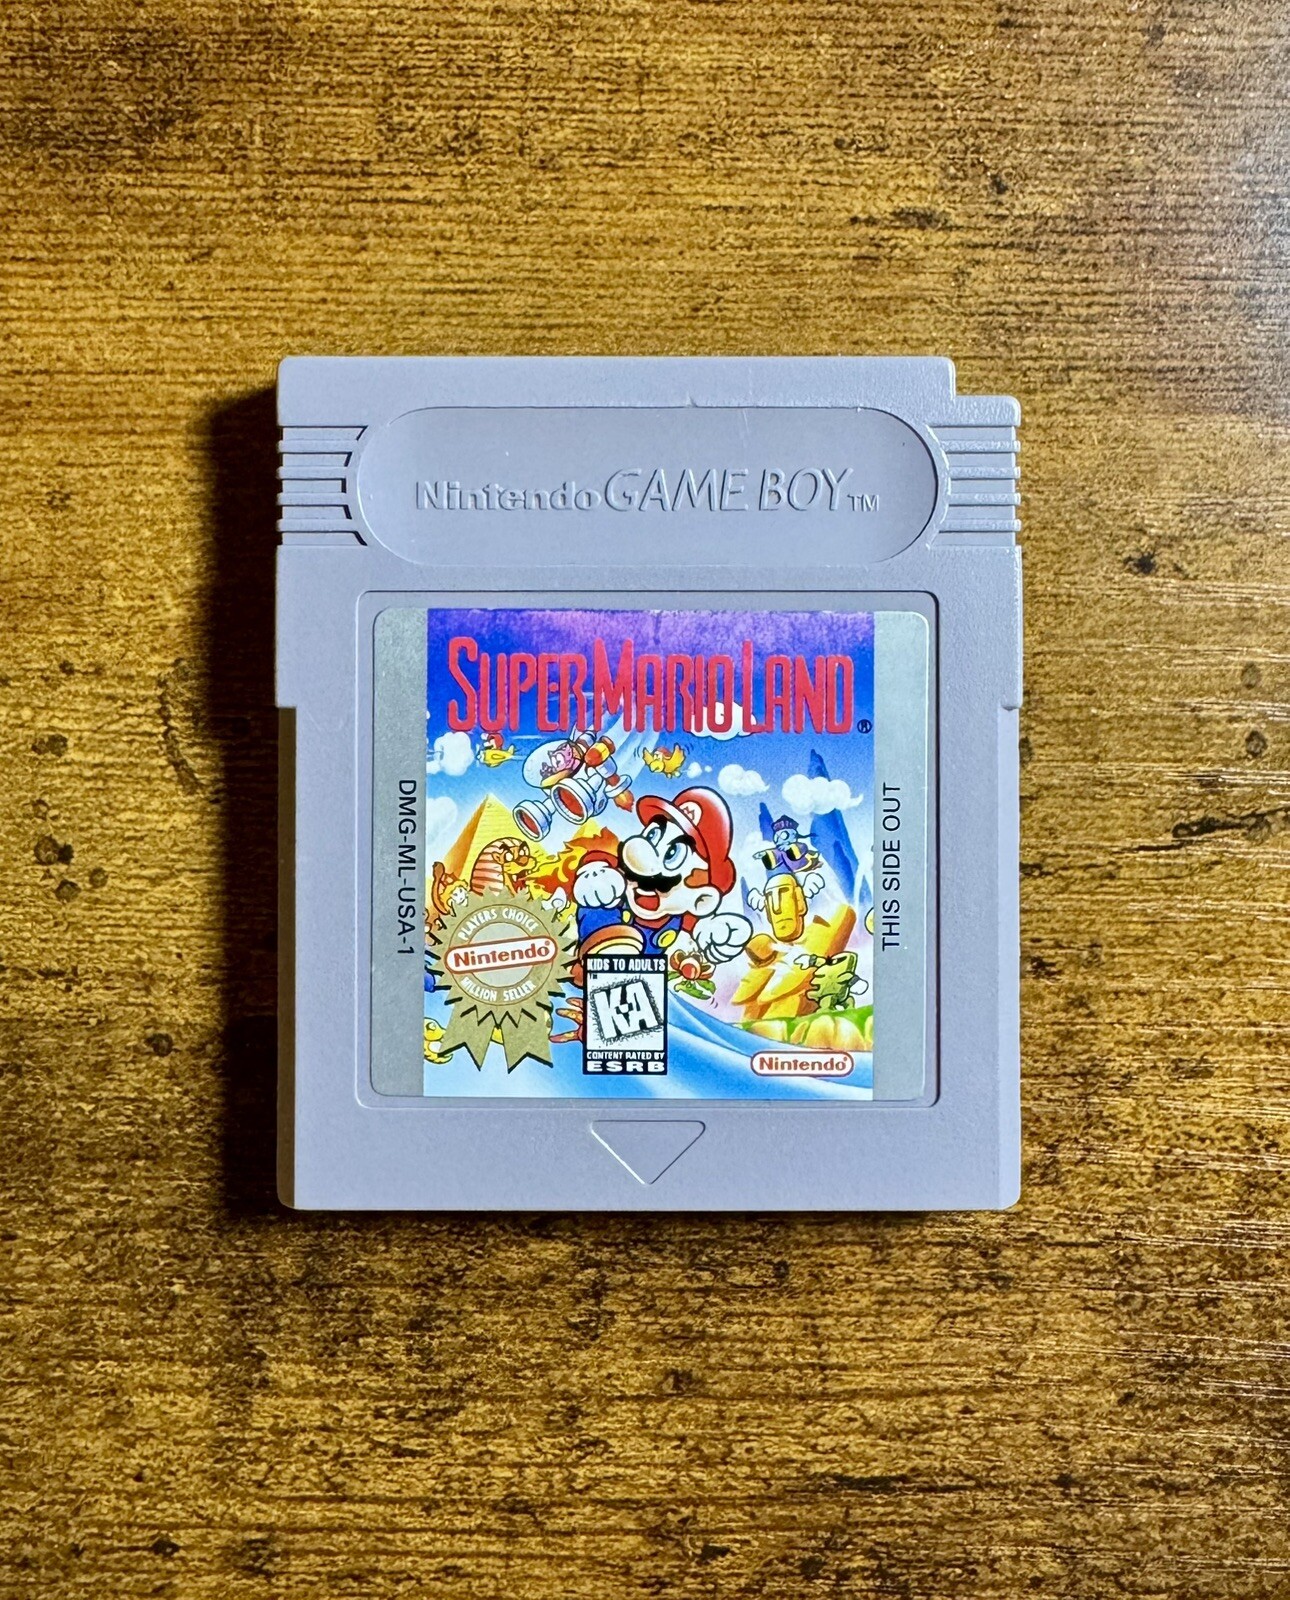 Nintendo GAME BOY TM
SUPER MARIO LAND ®
DMG-ML-USA-1
THIS SIDE OUT
PLAYERS CHOICE
Nintendo®
MILLION SELLER
KIDS TO ADULTS
K-A
CONTENT RATED BY
ESRB
Nintendo®